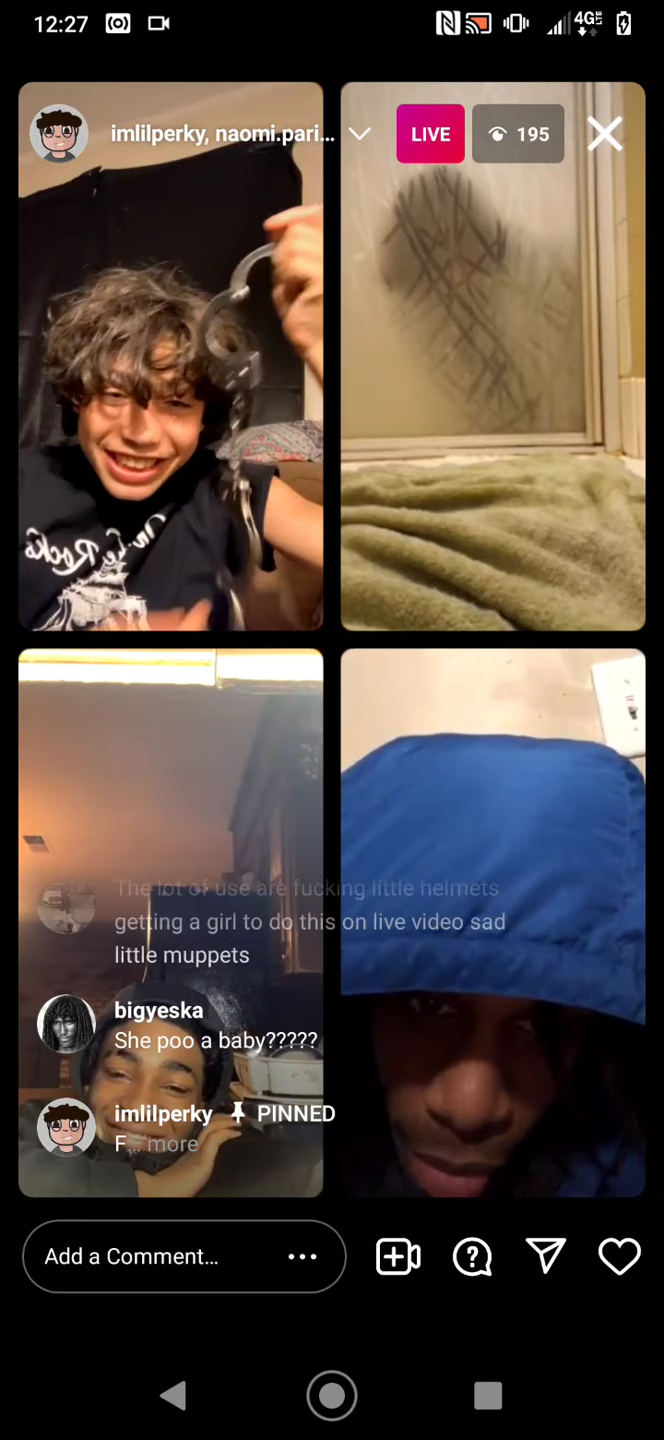 12:27
4G LTE
imlilperky, naomi.pari...
LIVE
195
The lot of use are fucking little helmets
getting a girl to do this on live video sad
little muppets
bigyeska
She poo a baby?????
imlilperky PINNED
F... more
Add a Comment...